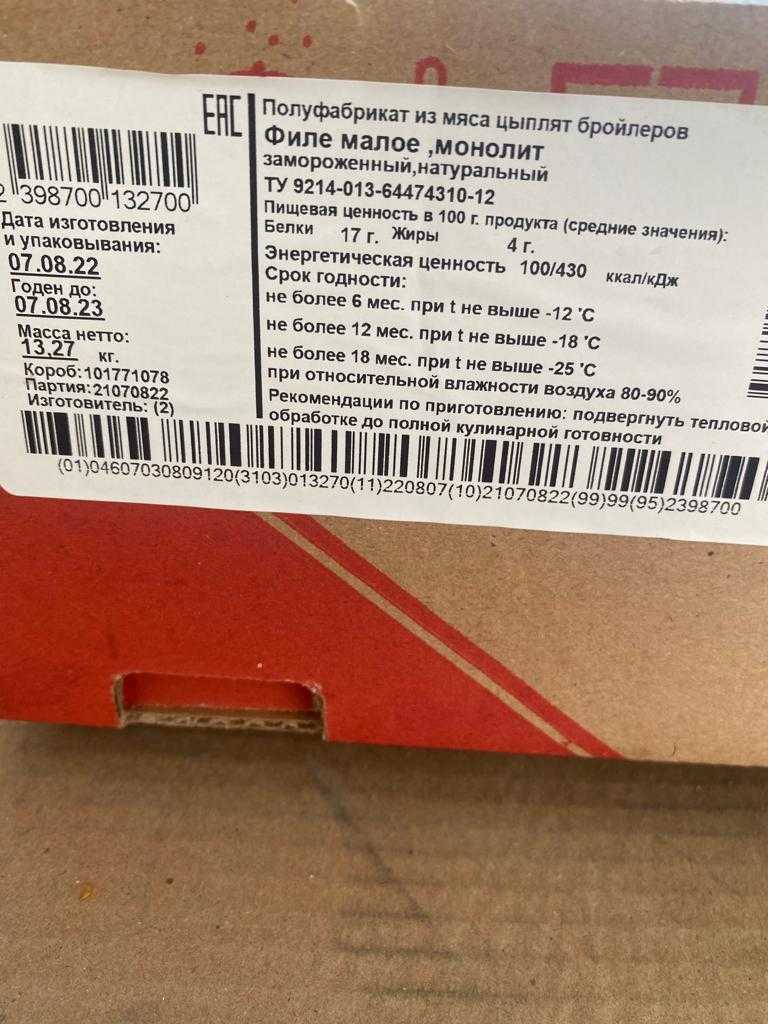 2 398700 132700
Дата изготовления
и упаковывания:
07.08.22
Годен до:
07.08.23
Масса нетто:
13,27 кг.
Короб:101771078
Партия:21070822
Изготовитель: (2)
ЕАС
Полуфабрикат из мяса цыплят бройлеров
Филе малое ,монолит
замороженный,натуральный
ТУ 9214-013-64474310-12
Пищевая ценность в 100 г. продукта (средние значения):
Белки 17 г. Жиры 4 г.
Энергетическая ценность 100/430 ккал/кДж
Срок годности:
не более 6 мес. при t не выше -12 °C
не более 12 мес. при t не выше -18 °C
не более 18 мес. при t не выше -25 °C
при относительной влажности воздуха 80-90%
Рекомендации по приготовлению: подвергнуть тепловой
обработке до полной кулинарной готовности
(01)04607030809120(3103)013270(11)220807(10)21070822(99)99(95)2398700